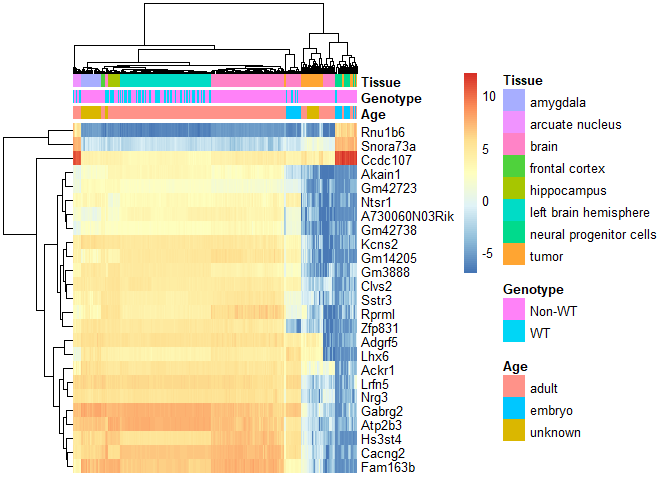 Tissue
Genotype
Age
Rnu1b6
Snora73a
Ccdc107
Akain1
Gm42723
Ntsr1
A730060N03Rik
Gm42738
Kcns2
Gm14205
Gm3888
Clvs2
Sstr3
Rprml
Zfp831
Adgrf5
Lhx6
Ackr1
Lrfn5
Nrg3
Gabrg2
Atp2b3
Hs3st4
Cacng2
Fam163b
10
5
0
-5
Tissue
amygdala
arcuate nucleus
brain
frontal cortex
hippocampus
left brain hemisphere
neural progenitor cells
tumor
Genotype
Non-WT
WT
Age
adult
embryo
unknown